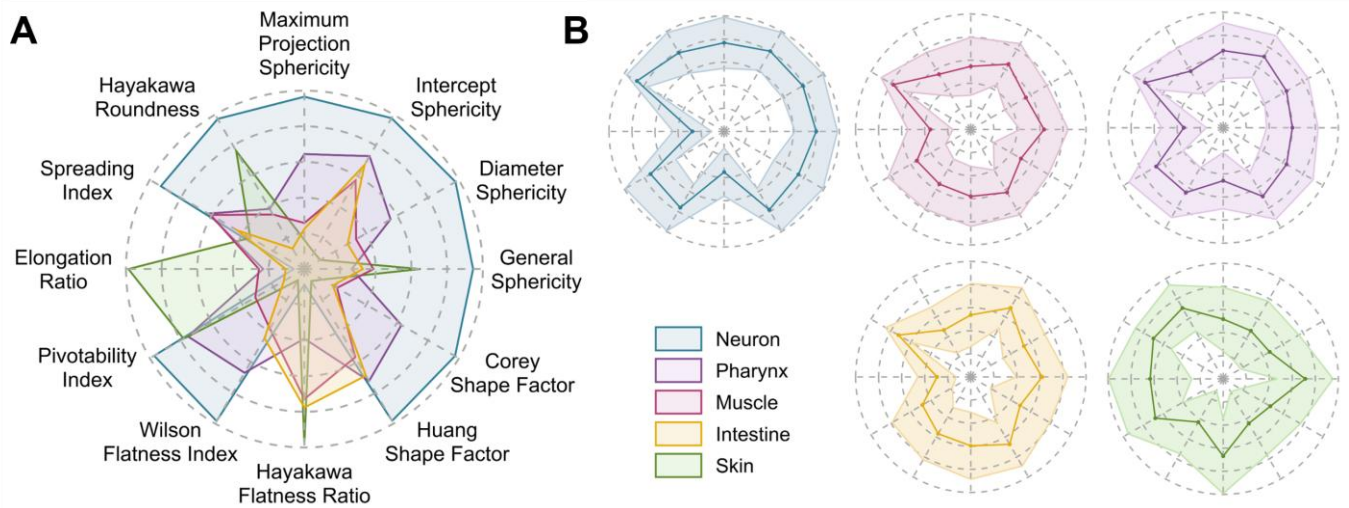 A
B
Maximum
Projection
Sphericity
Hayakawa
Roundness
Intercept
Sphericity
Spreading
Index
Diameter
Sphericity
Elongation
Ratio
General
Sphericity
Pivotability
Index
Corey
Shape Factor
Wilson
Flatness Index
Huang
Shape Factor
Hayakawa
Flatness Ratio
Neuron
Pharynx
Muscle
Intestine
Skin